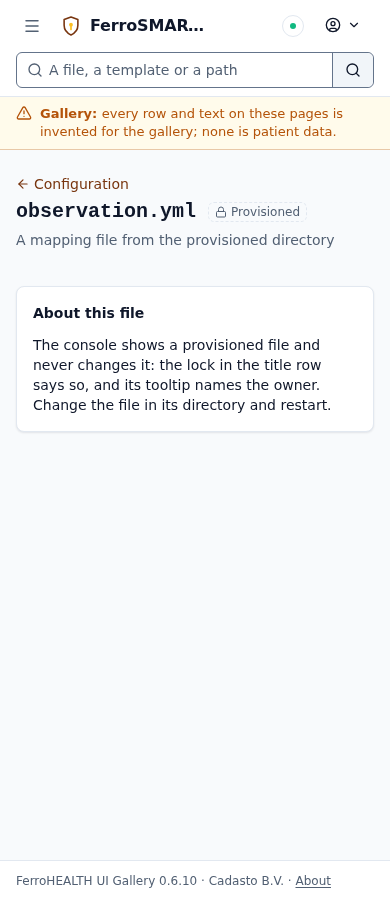 FerroSMAR...
A file, a template or a path
Gallery: every row and text on these pages is
invented for the gallery; none is patient data.
Configuration
observation.yml
Provisioned
A mapping file from the provisioned directory
About this file
The console shows a provisioned file and
never changes it: the lock in the title row
says so, and its tooltip names the owner.
Change the file in its directory and restart.
FerroHEALTH UI Gallery 0.6.10 · Cadasto B.V. · About